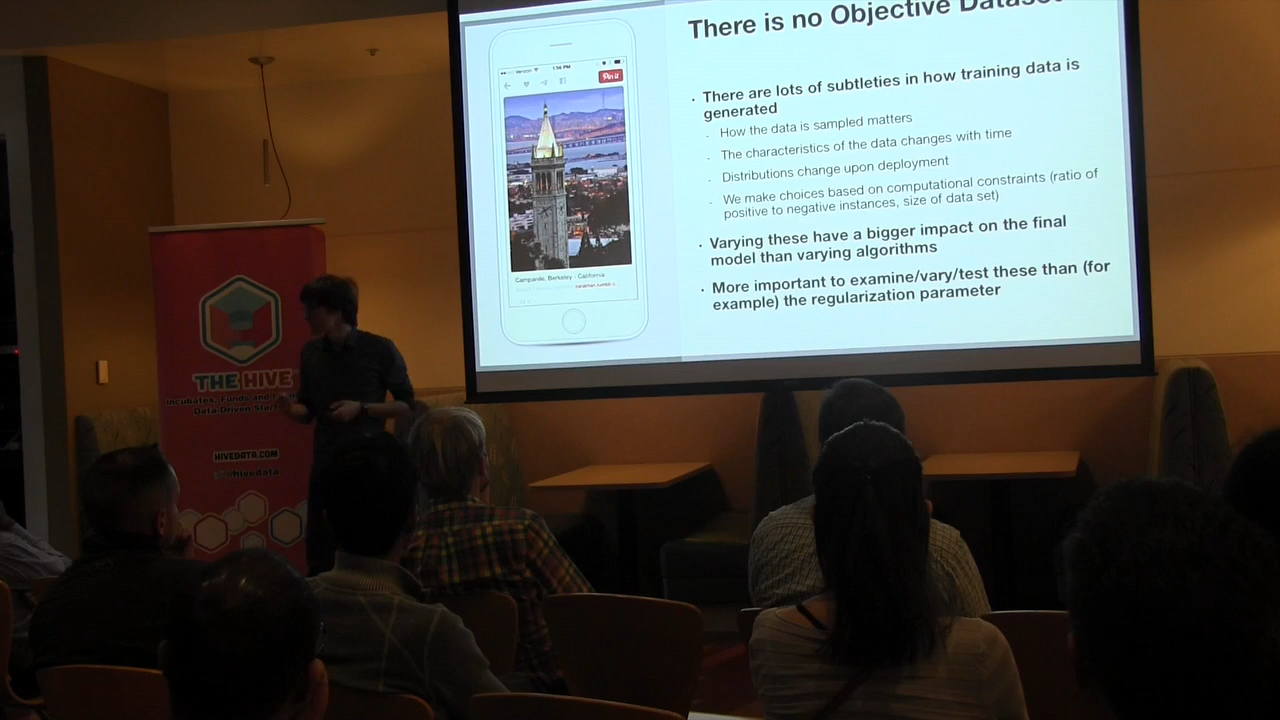 There is no Objective Dataset
Verizon
1:56 PM
Pin it
Campanile, Berkeley - California
· There are lots of subtleties in how training data is
generated
- How the data is sampled matters
- The characteristics of the data changes with time
- Distributions change upon deployment
- We make choices based on computational constraints (ratio of
positive to negative instances, size of data set)
· Varying these have a bigger impact on the final
model than varying algorithms
· More important to examine/vary/test these than (for
example) the regularization parameter
THE HIVE
Incubates, Funds and
Data-Driven
HIVEDATA.COM
@hivedata